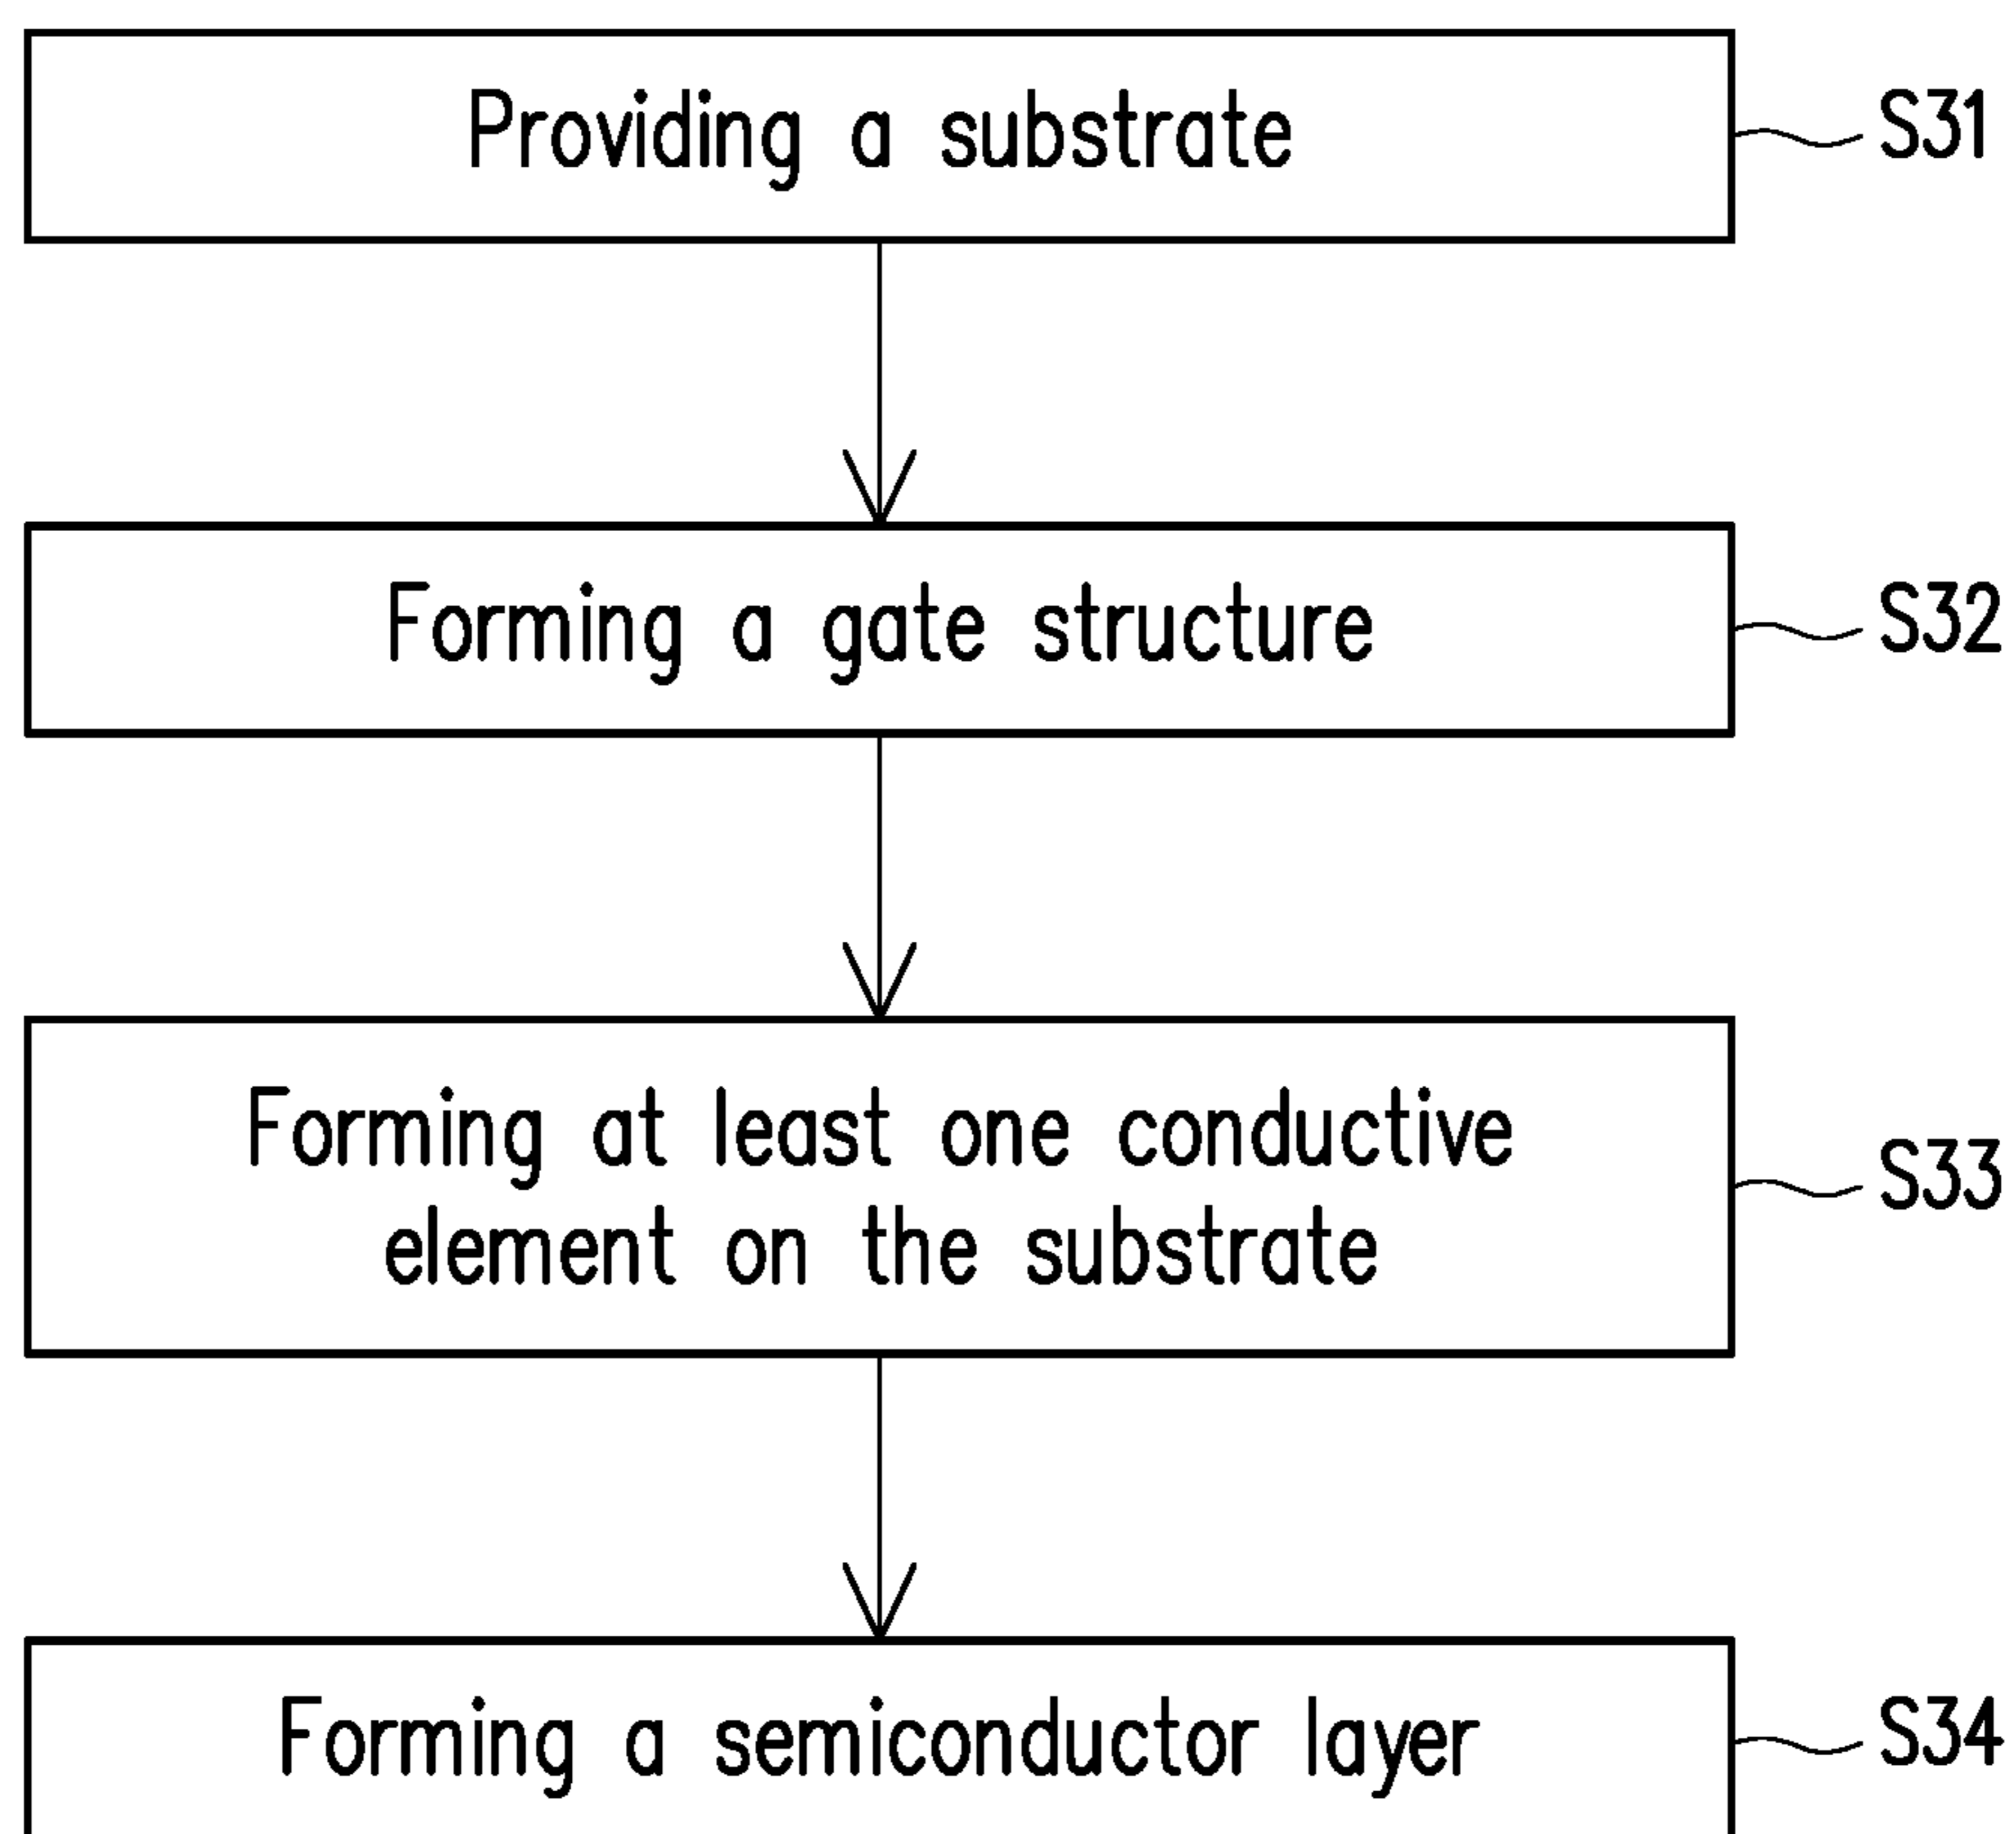 Providing a substrate
S31
Forming a gate structure
S32
Forming at least one conductive
element on the substrate
S33
Forming a semiconductor layer
S34